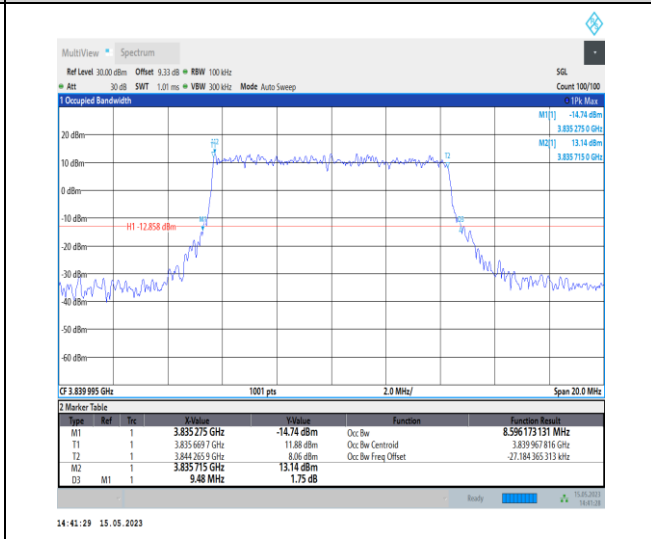 MultiView Spectrum
Ref Level 30.00 dBm Offset 9.33 dB RBW 100 kHz SGL
Att 30 dB SWT 1.01 ms VBW 300 kHz Mode Auto Sweep Count 100/100
1 Occupied Bandwidth 1Pk Max
M1[1] -14.74 dBm
3.835 275 0 GHz
M2[1] 13.14 dBm
3.835 715 0 GHz
20 dBm
10 dBm
T2
0 dBm
-10 dBm
H1 -12.858 dBm
-20 dBm
-30 dBm
-40 dBm
-50 dBm
-60 dBm
CF 3.839 995 GHz 1001 pts 2.0 MHz/ Span 20.0 MHz
2 Marker Table
Type Ref Trc X-Value Y-Value Function Function Result
M1 1 3.835 275 GHz -14.74 dBm Occ Bw 8.596 173 131 MHz
T1 1 3.835 669 7 GHz 11.88 dBm Occ Bw Centroid 3.839 967 816 GHz
T2 1 3.844 265 9 GHz 8.06 dBm Occ Bw Freq Offset -27.184 365 313 kHz
M2 1 3.835 715 GHz 13.14 dBm
D3 M1 1 9.48 MHz 1.75 dB
Ready 15.05.2023
14:41:28
14:41:29 15.05.2023